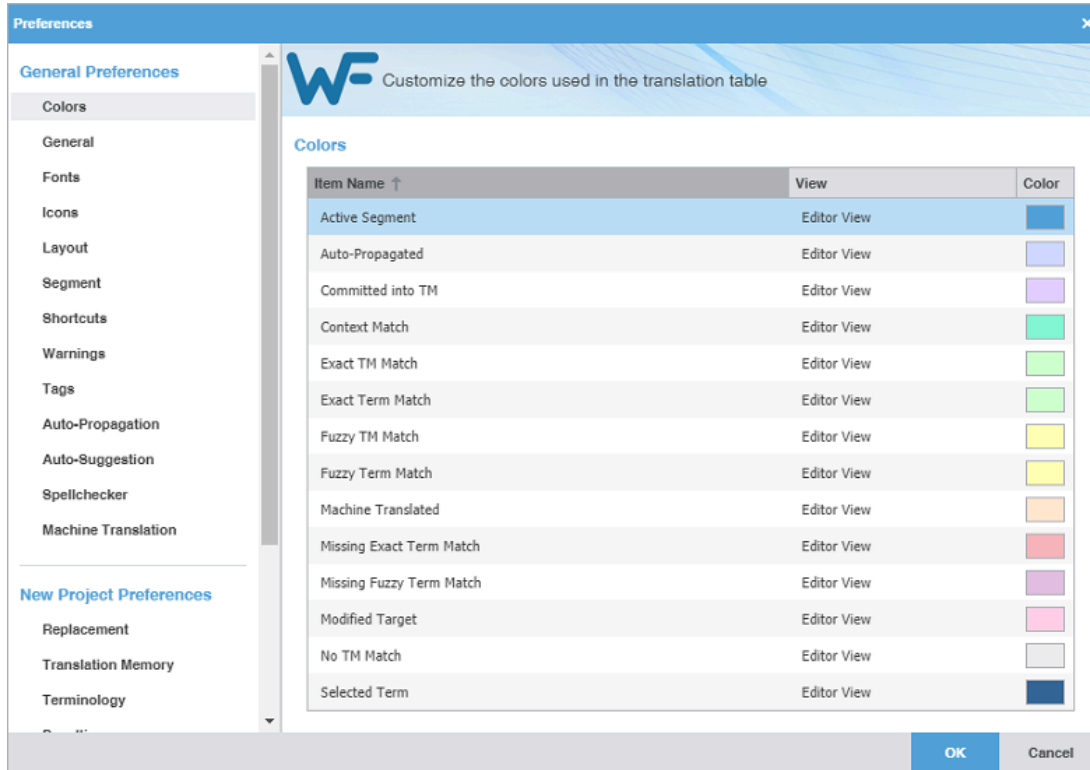 Preferences
General Preferences
Colors
General
Fonts
Icons
Layout
Segment
Shortcuts
Warnings
Tags
Auto-Propagation
Auto-Suggestion
Spellchecker
Machine Translation
New Project Preferences
Replacement
Translation Memory
Terminology
WF Customize the colors used in the translation table
Colors
Item Name View Color
Active Segment Editor View
Auto-Propagated Editor View
Committed into TM Editor View
Context Match Editor View
Exact TM Match Editor View
Exact Term Match Editor View
Fuzzy TM Match Editor View
Fuzzy Term Match Editor View
Machine Translated Editor View
Missing Exact Term Match Editor View
Missing Fuzzy Term Match Editor View
Modified Target Editor View
No TM Match Editor View
Selected Term Editor View
OK Cancel